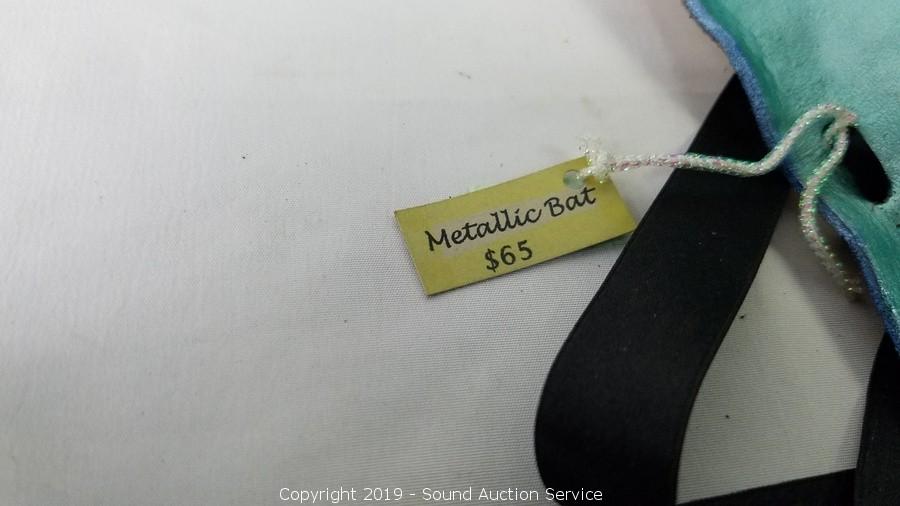 Metallic Bat
$65
Copyright 2019 - Sound Auction Service